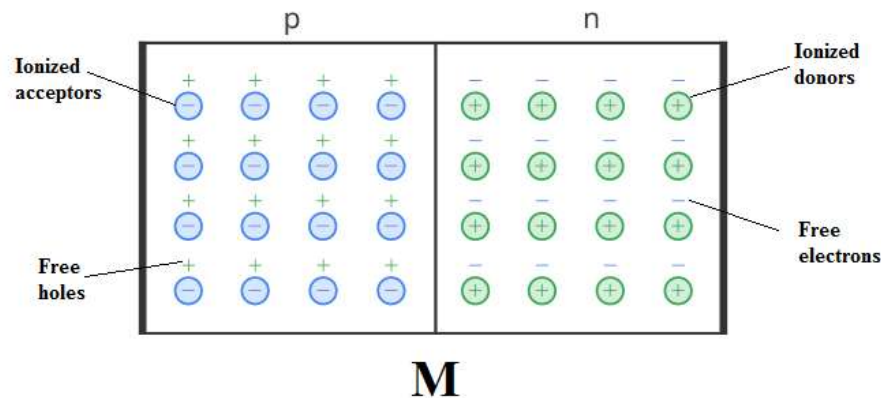 p
n
Ionized
acceptors
Ionized
donors
Free
holes
Free
electrons
M